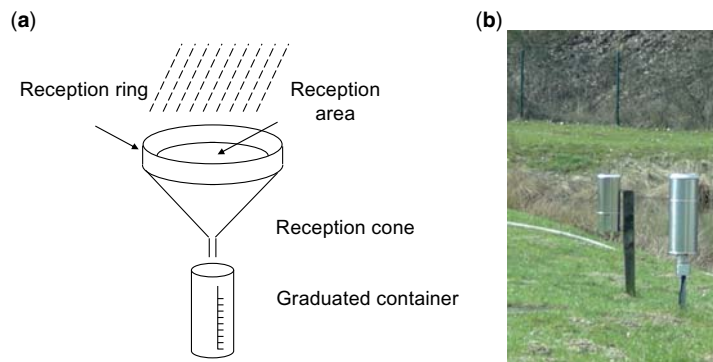 (a)
Reception ring
Reception
area
Reception cone
Graduated container
(b)